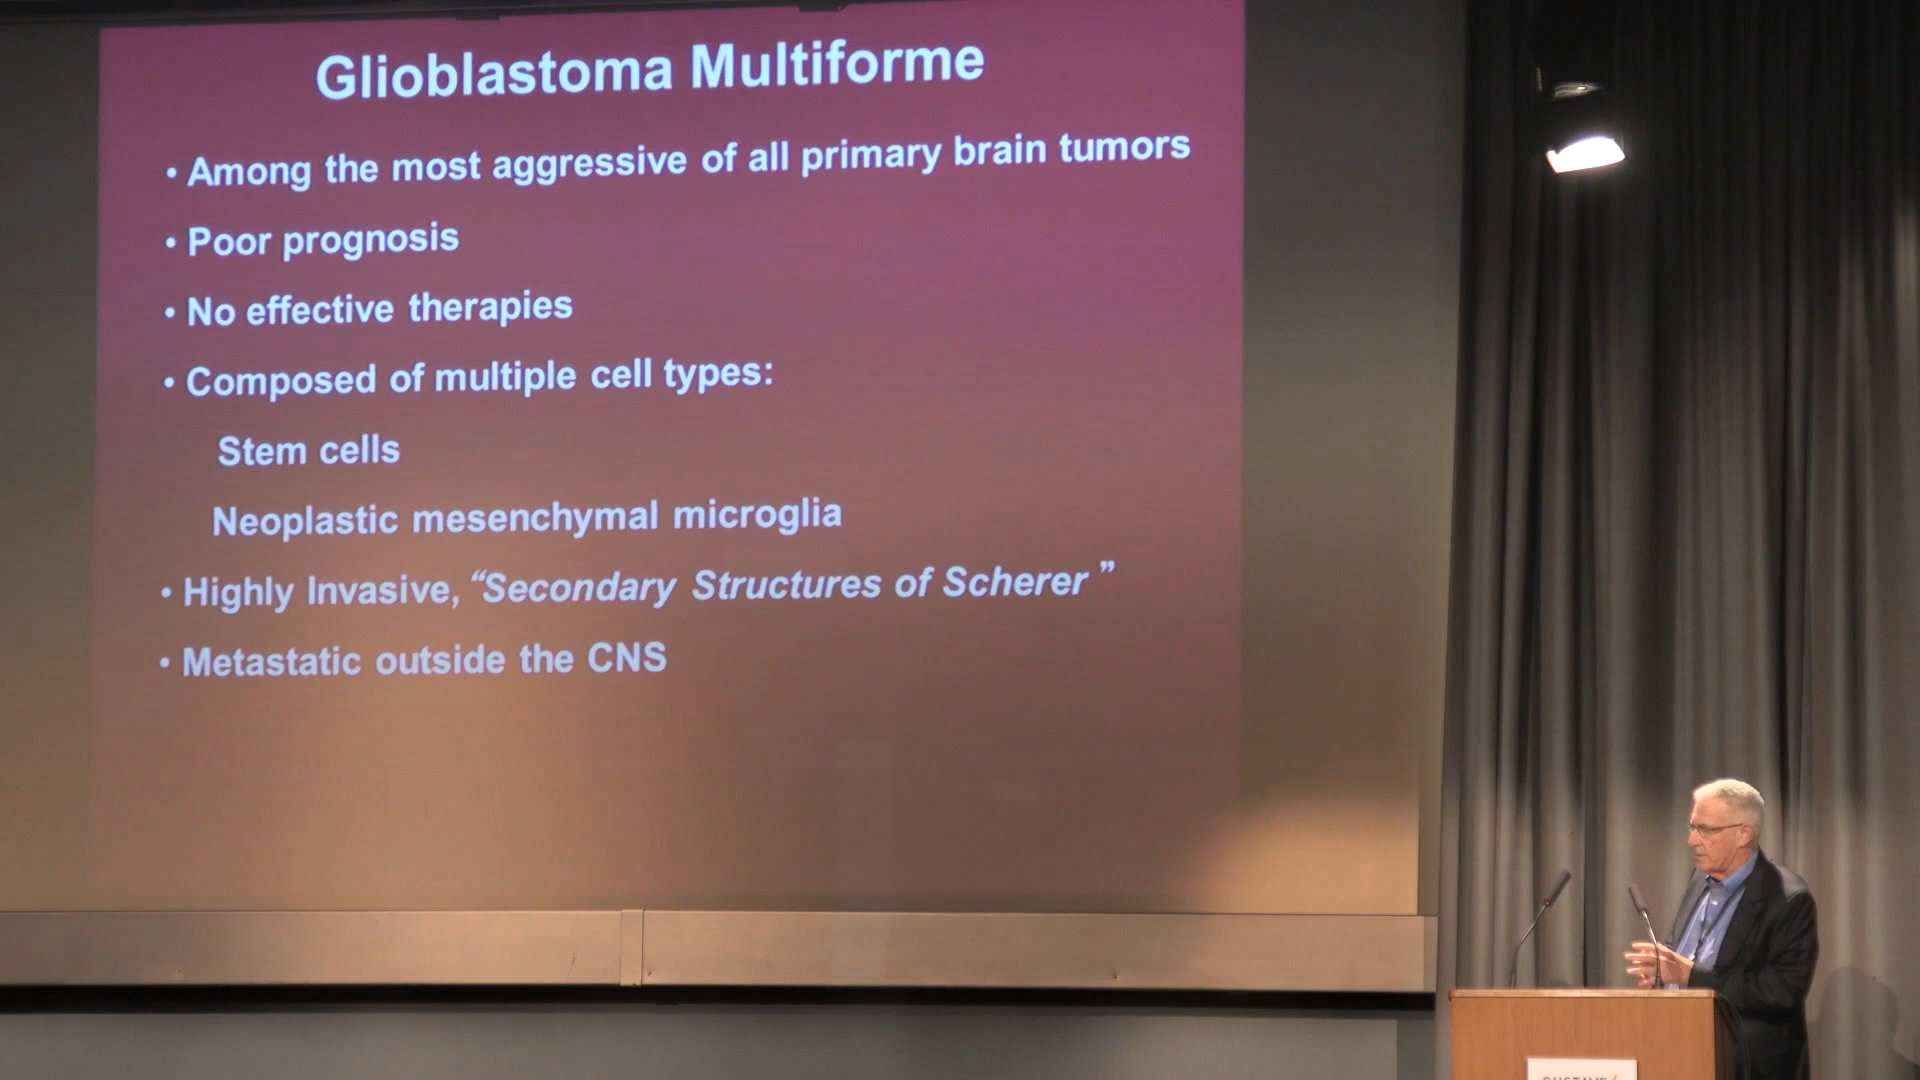 Glioblastoma Multiforme
• Among the most aggressive of all primary brain tumors
• Poor prognosis
• No effective therapies
• Composed of multiple cell types:
Stem cells
Neoplastic mesenchymal microglia
• Highly Invasive, “Secondary Structures of Scherer ”
• Metastatic outside the CNS